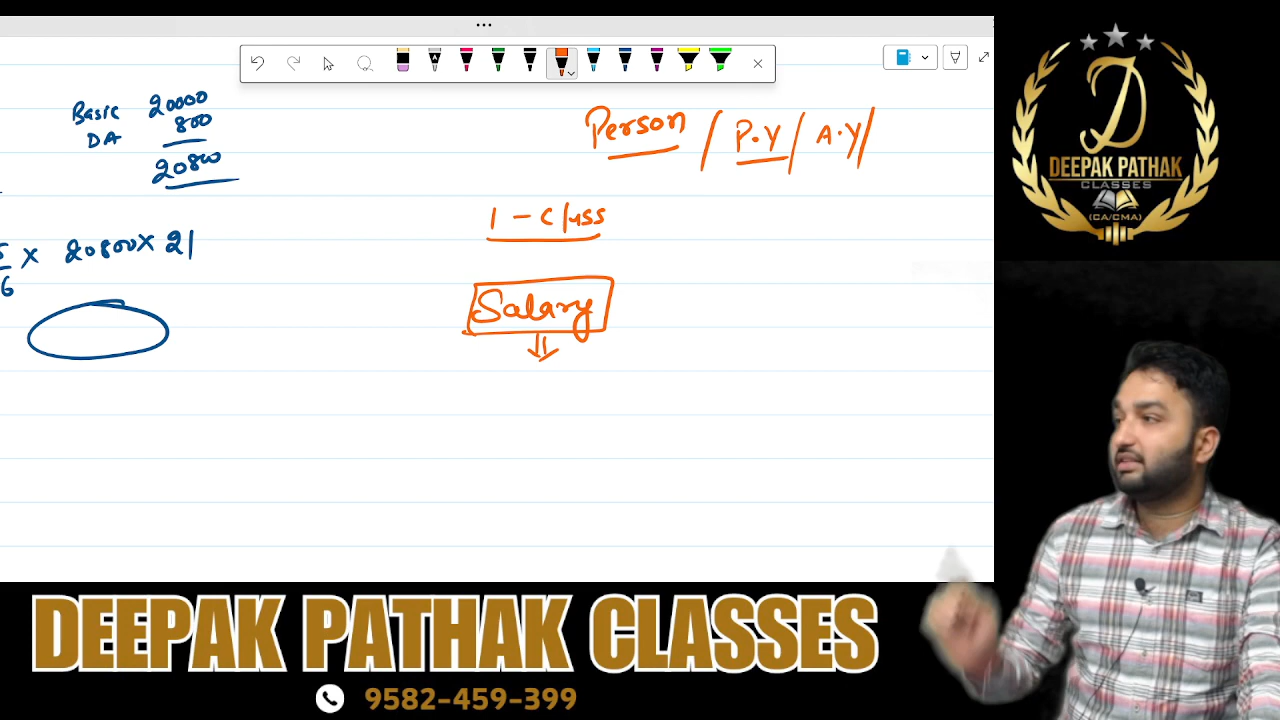 Basic 20000
DA 800
20800
6 × 20800 × 21
Person / P.Y / A.Y /
1 - Class
Salary
D
DEEPAK PATHAK
CLASSES
(CA/CMA)
DEEPAK PATHAK CLASSES
9582-459-399